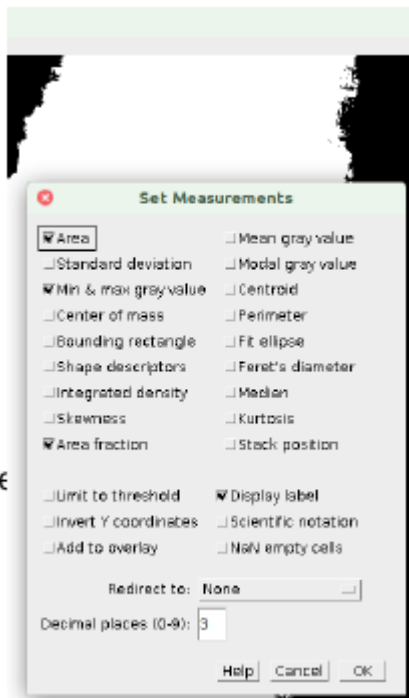 Set Measurements
Area Mean gray value
Standard deviation Modal gray value
Min & max gray value Centroid
Center of mass Perimeter
Bounding rectangle Fit ellipse
Shape descriptors Feret's diameter
Integrated density Median
Skewness Kurtosis
Area fraction Stack position
Limit to threshold Display label
Invert Y coordinates Scientific notation
Add to overlay NaN empty cells
Redirect to: None
Decimal places (0-9): 3
Help Cancel OK